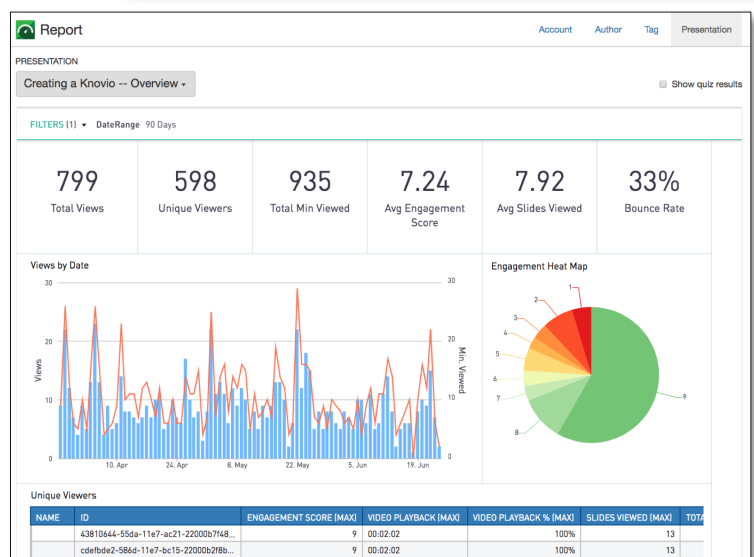 Report
Account Author Tag Presentation
PRESENTATION
Creating a Knovio -- Overview
Show quiz results
FILTERS (1) DateRange 90 Days
799 598 935 7.24 7.92 33%
Total Views Unique Viewers Total Min Viewed Avg Engagement Score Avg Slides Viewed Bounce Rate
Views by Date
30 30
20 20
10 10
0 0
Views
Min. Viewed
10. Apr 24. Apr 8. May 22. May 5. Jun 19. Jun
Engagement Heat Map
1
2
3
4
5
6
7
8
9
Unique Viewers
NAME ID ENGAGEMENT SCORE (MAX) VIDEO PLAYBACK (MAX) VIDEO PLAYBACK % (MAX) SLIDES VIEWED (MAX) TOTA
43810644-55da-11e7-ac21-22000b7f48... 9 00:02:02 100% 13
cdefbde2-586d-11e7-bc15-22000b2f8b... 9 00:02:02 100% 13